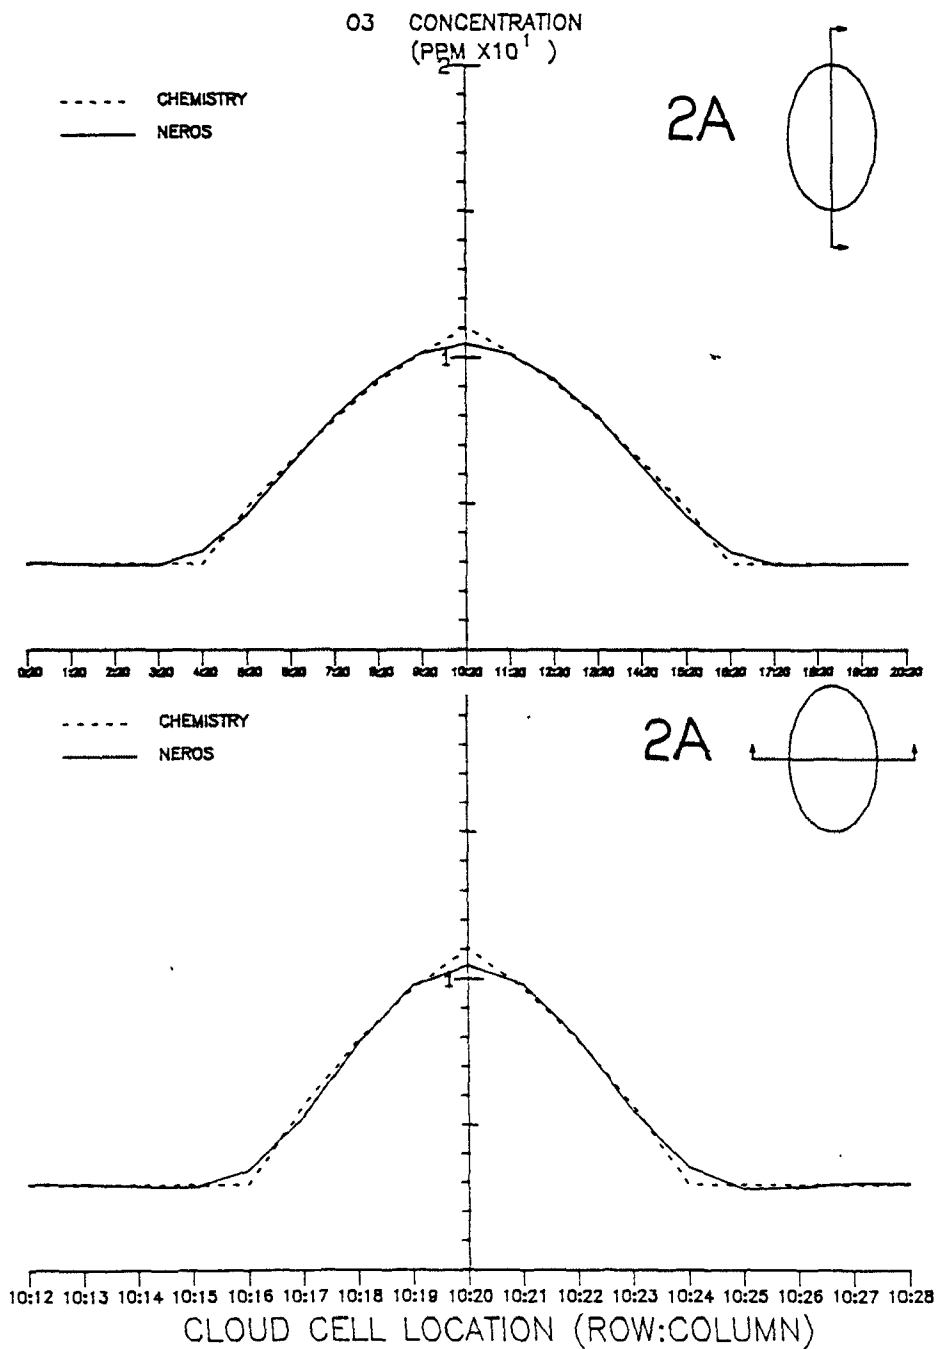 O3 CONCENTRATION
(PPM X10 1 )
2
CHEMISTRY
NEROS
2A
1
0:20 1:20 2:20 3:20 4:20 5:20 6:20 7:20 8:20 9:20 10:20 11:20 12:20 13:20 14:20 15:20 16:20 17:20 18:20 19:20 20:20
CHEMISTRY
NEROS
2A
1
10:12 10:13 10:14 10:15 10:16 10:17 10:18 10:19 10:20 10:21 10:22 10:23 10:24 10:25 10:26 10:27 10:28
CLOUD CELL LOCATION (ROW:COLUMN)